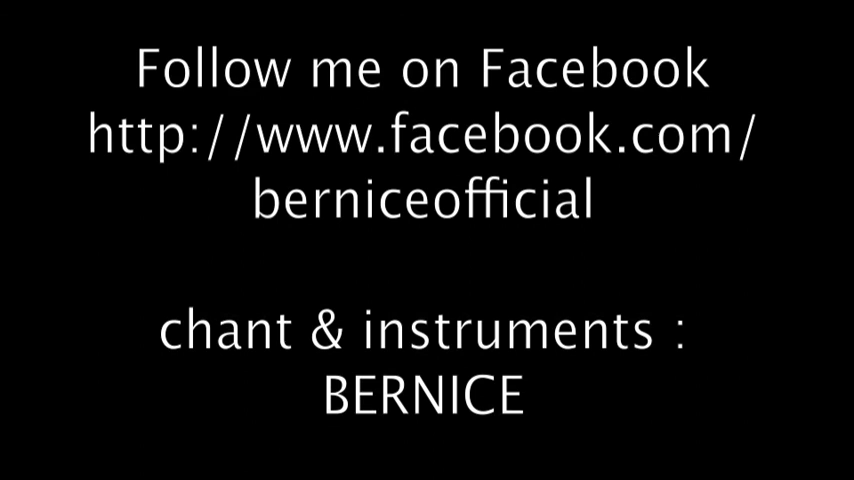 Follow me on Facebook
http://www.facebook.com/
berniceofficial
chant & instruments :
BERNICE